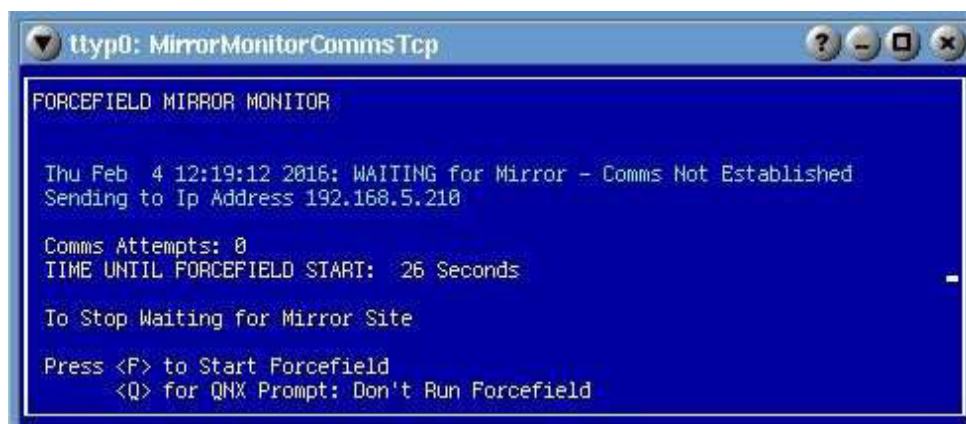 ttyp0: MirrorMonitorCommsTcp
FORCEFIELD MIRROR MONITOR
Thu Feb 4 12:19:12 2016: WAITING for Mirror - Comms Not Established
Sending to Ip Address 192.168.5.210
Comms Attempts: 0
TIME UNTIL FORCEFIELD START: 26 Seconds
To Stop Waiting for Mirror Site
Press <F> to Start Forcefield
<Q> for QNX Prompt: Don't Run Forcefield